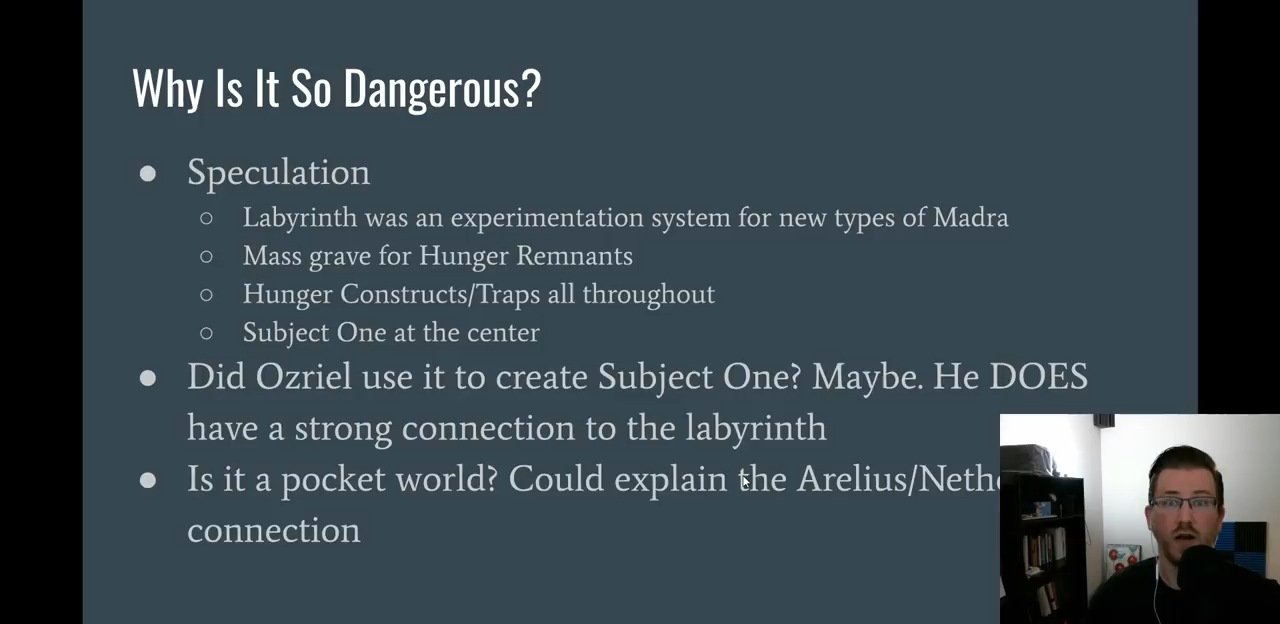 Why Is It So Dangerous?
● Speculation
○ Labyrinth was an experimentation system for new types of Madra
○ Mass grave for Hunger Remnants
○ Hunger Constructs/Traps all throughout
○ Subject One at the center
● Did Ozriel use it to create Subject One? Maybe. He DOES
have a strong connection to the labyrinth
● Is it a pocket world? Could explain the Arelius/Neth
connection